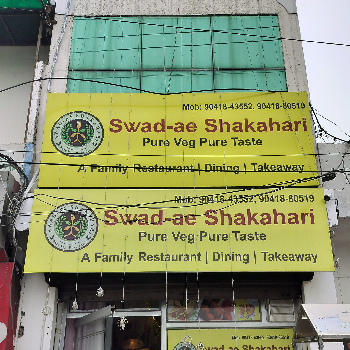 Mob: 90418-43552, 90418-80519
Swad-ae Shakahari
Pure Veg Pure Taste
A Family Restaurant | Dining | Takeaway
Mob: 90418-43552, 90418-80519
Swad-ae Shakahari
Pure Veg Pure Taste
A Family Restaurant | Dining | Takeaway
Swad-ae Shakahari